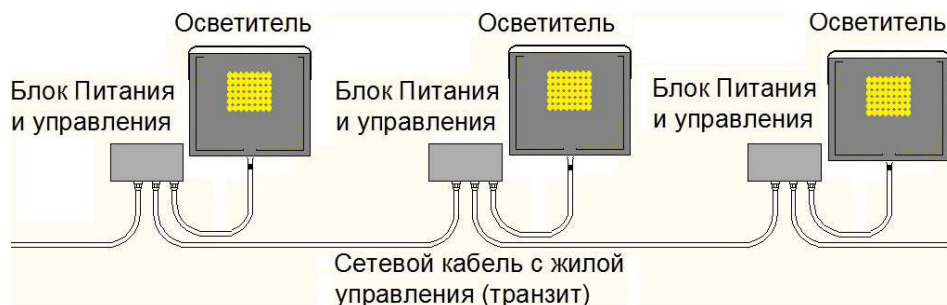 Осветитель
Осветитель
Осветитель
Блок Питания
и управления
Блок Питания
и управления
Блок Питания
и управления
Сетевой кабель с жилой
управления (транзит)